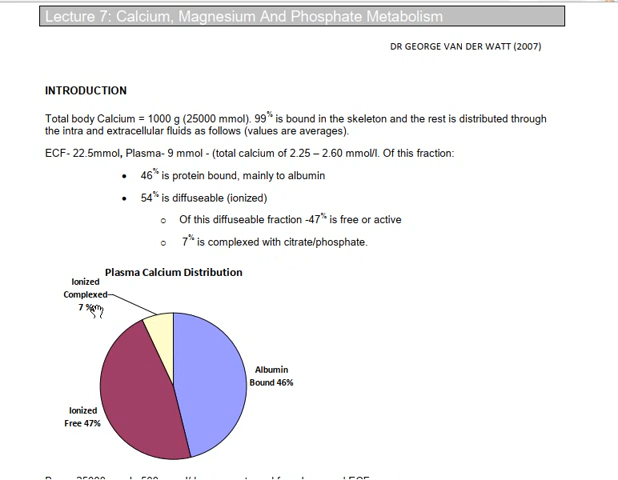 Lecture 7: Calcium, Magnesium And Phosphate Metabolism
DR GEORGE VAN DER WATT (2007)
INTRODUCTION
Total body Calcium = 1000 g (25000 mmol). 99% is bound in the skeleton and the rest is distributed through
the intra and extracellular fluids as follows (values are averages).
ECF- 22.5mmol, Plasma- 9 mmol - (total calcium of 2.25 – 2.60 mmol/l. Of this fraction:
• 46% is protein bound, mainly to albumin
• 54% is diffuseable (ionized)
o Of this diffuseable fraction -47% is free or active
o 7% is complexed with citrate/phosphate.
Plasma Calcium Distribution
Ionized
Complexed
7 %
Albumin
Bound 46%
Ionized
Free 47%